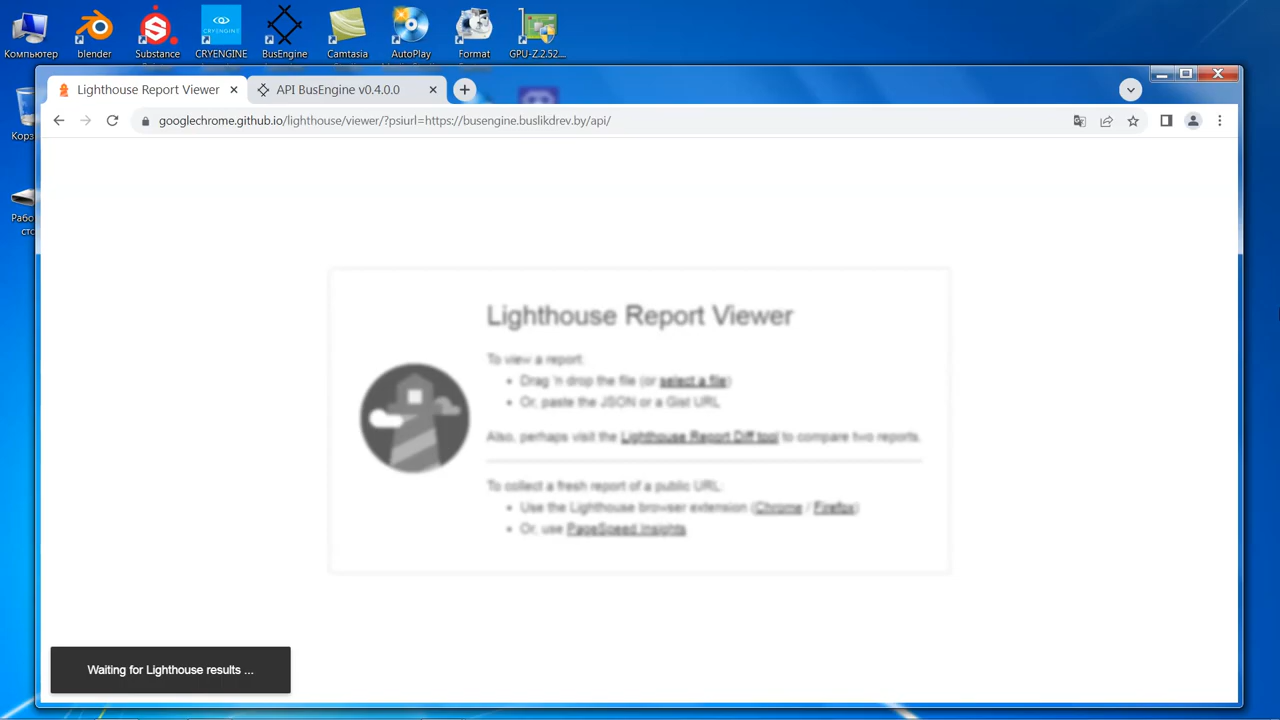 Компьютер
blender
Substance
CRYENGINE
BusEngine
Camtasia
AutoPlay
Format
GPU-Z.2.52....
Lighthouse Report Viewer
API BusEngine v0.4.0.0
googlechrome.github.io/lighthouse/viewer/?psiurl=https://busengine.buslikdrev.by/api/
Lighthouse Report Viewer
To view a report:
• Drag 'n drop the file (or select a file)
• Or, paste the JSON or a Gist URL
Also, perhaps visit the Lighthouse Report Diff tool to compare two reports.
To collect a fresh report of a public URL:
• Use the Lighthouse browser extension (Chrome / Firefox)
• Or, use PageSpeed Insights
Waiting for Lighthouse results ...